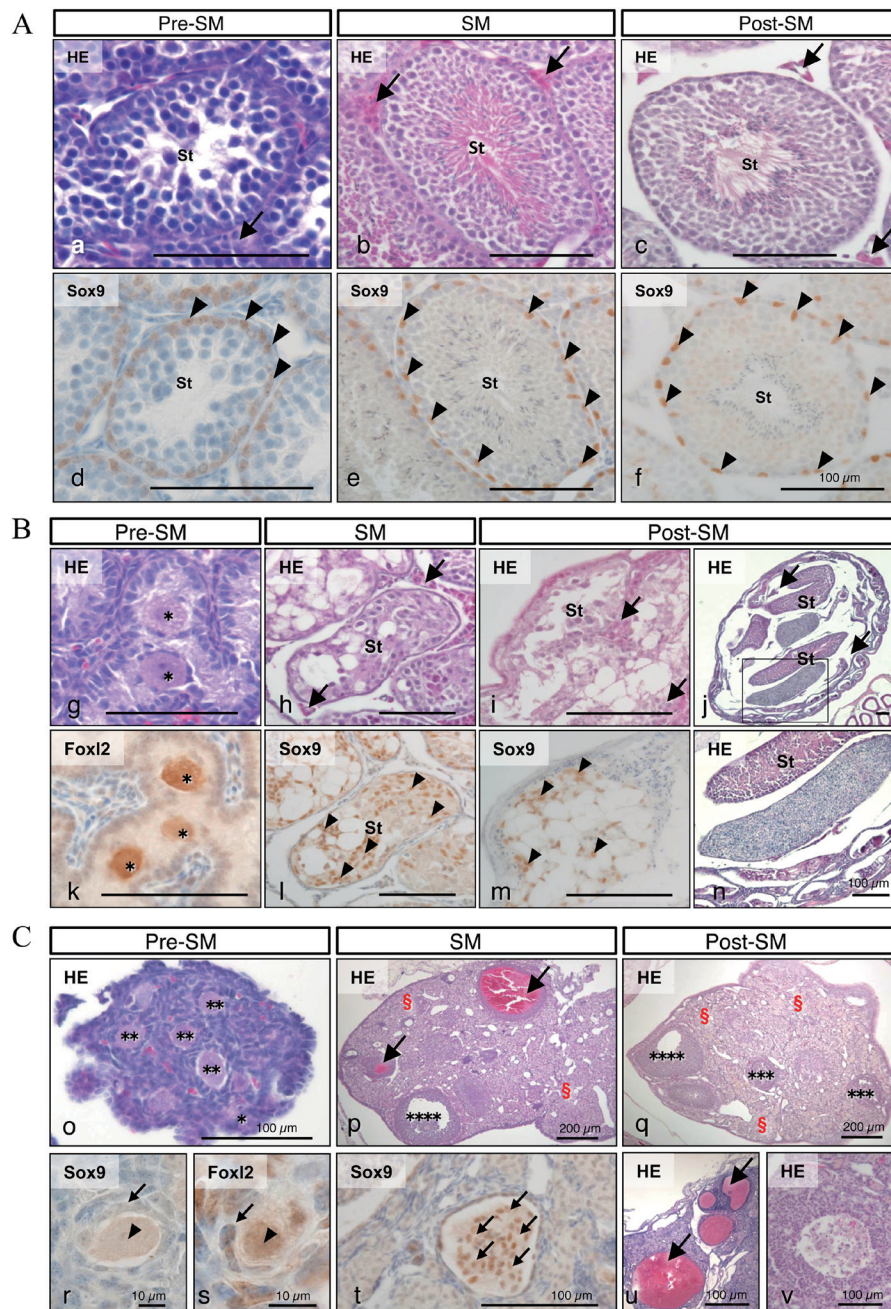 A
Pre-SM SM Post-SM
HE HE HE
St St St
a b c
Sox9 Sox9 Sox9
St St St
d e f
100 µm
B
Pre-SM SM Post-SM
HE HE HE HE
* St St St
* St
g h i j
Foxl2 Sox9 Sox9 HE
* St St
*
*
k l m n
100 µm
C
Pre-SM SM Post-SM
HE HE HE
** § § §
** ** **** ***
** § ***
* **** §
o p q
100 µm 200 µm 200 µm
Sox9 Foxl2 Sox9 HE HE
r s t u v
10 µm 10 µm 100 µm 100 µm 100 µm